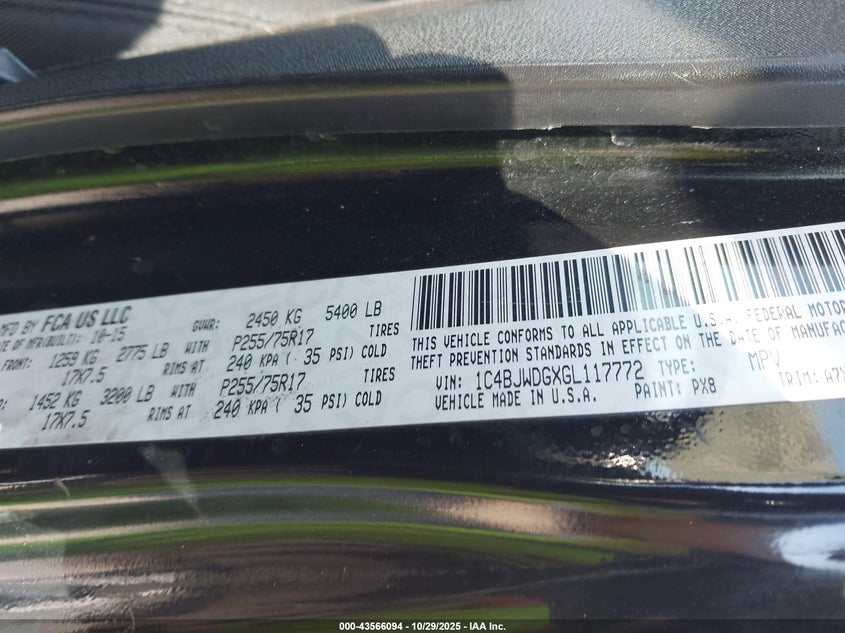 MFD BY FCA US LLC
OF MFR(BUILT): 10-15 GVWR: 2450 KG 5400 LB
FRONT: 1259 KG 2775 LB WITH P255/75R17 TIRES
17X7.5 RIMS AT 240 KPA ( 35 PSI) COLD
1452 KG 3200 LB WITH P255/75R17 TIRES
17X7.5 RIMS AT 240 KPA ( 35 PSI) COLD
THIS VEHICLE CONFORMS TO ALL APPLICABLE U.S.A. FEDERAL MOTOR
THEFT PREVENTION STANDARDS IN EFFECT ON THE DATE OF MANUFAC
VIN: 1C4BJWDGXGL117772 TYPE: MPV
VEHICLE MADE IN U.S.A. PAINT: PX8 TRIM: A7X
000-43566094 | 10/29/2025 - IAA Inc.